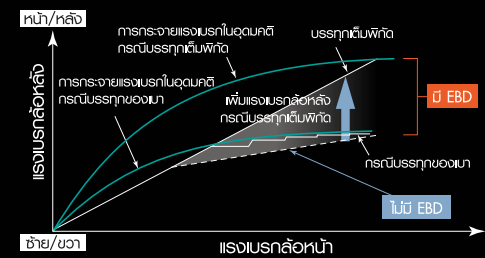 หน้า/หลัง
การกระจายแรงเบรกในอุดมคติ
กรณีบรรทุกเต็มพิกัด
บรรทุกเต็มพิกัด
การกระจายแรงเบรกในอุดมคติ
กรณีบรรทุกของเบา
เพิ่มแรงเบรกล้อหลัง
กรณีบรรทุกเต็มพิกัด
มี EBD
แรงเบรกล้อหลัง
กรณีบรรทุกของเบา
ไม่มี EBD
ซ้าย/ขวา
แรงเบรกล้อหน้า